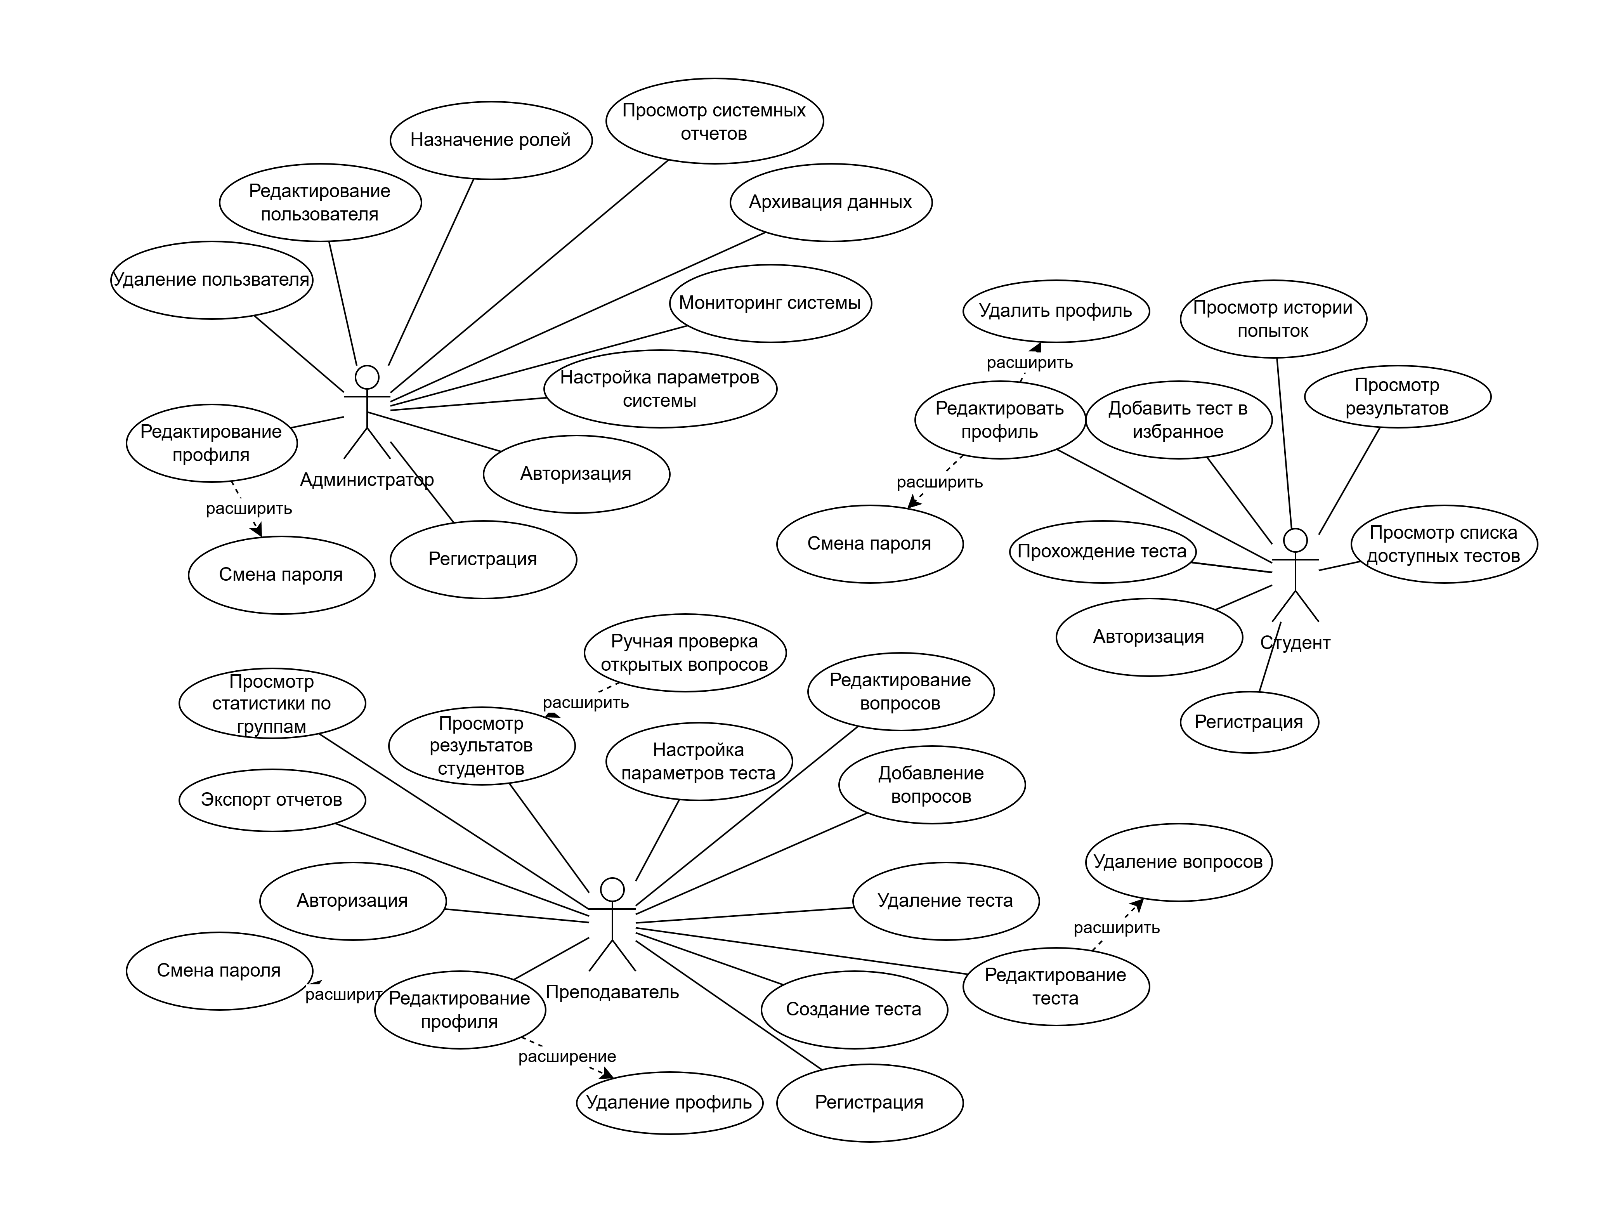 Просмотр системных
отчетов
Назначение ролей
Редактирование
пользователя
Архивация данных
Удаление пользвателя
Мониторинг системы
Настройка параметров
системы
Редактирование
профиля
Администратор
Авторизация
расширить
Смена пароля
Регистрация
Удалить профиль
Просмотр истории
попыток
расширить
Просмотр
результатов
Редактировать
профиль
Добавить тест в
избранное
расширить
Смена пароля
Прохождение теста
Просмотр списка
доступных тестов
Авторизация
Студент
Регистрация
Ручная проверка
открытых вопросов
расширить
Просмотр
статистики по
группам
Просмотр
результатов
студентов
Редактирование
вопросов
Настройка
параметров теста
Добавление
вопросов
Экспорт отчетов
Удаление вопросов
Авторизация
Удаление теста
расширить
Смена пароля
расширит
Редактирование
профиля
Преподаватель
Редактирование
теста
Создание теста
расширение
Удаление профиль
Регистрация